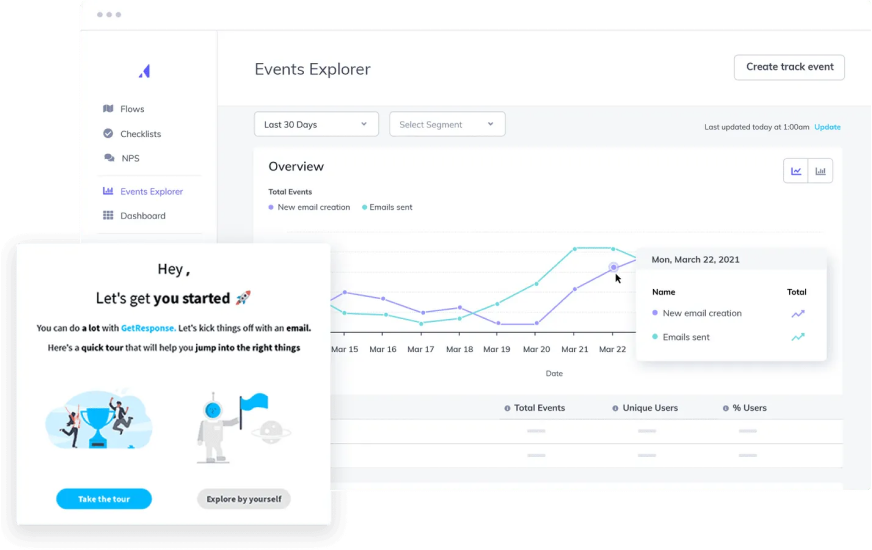 Events Explorer
Create track event
Flows
Checklists
NPS
Events Explorer
Dashboard
Last 30 Days
Select Segment
Last updated today at 1:00am Update
Overview
Total Events
New email creation
Emails sent
Mon, March 22, 2021
Name Total
New email creation
Emails sent
Mar 15 Mar 16 Mar 17 Mar 18 Mar 19 Mar 20 Mar 21 Mar 22
Date
Total Events Unique Users % Users
Hey ,
Let's get you started 🚀
You can do a lot with GetResponse. Let's kick things off with an email.
Here's a quick tour that will help you jump into the right things
Take the tour
Explore by yourself